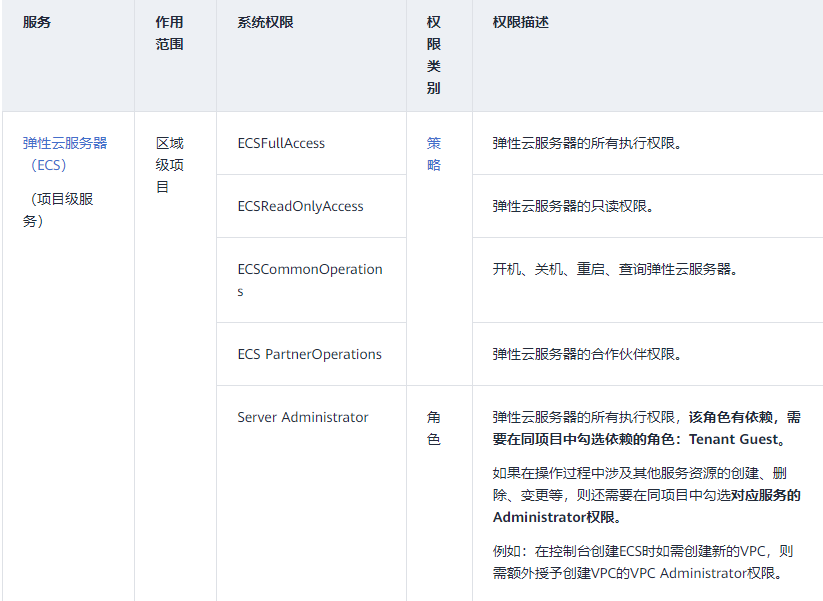 服务
作用
范围
系统权限
权
限
类
别
权限描述
弹性云服务器
（ECS）
（项目级服
务）
区域
级项
目
ECSFullAccess
策
略
弹性云服务器的所有执行权限。
ECSReadOnlyAccess
弹性云服务器的只读权限。
ECSCommonOperation
s
开机、关机、重启、查询弹性云服务器。
ECS PartnerOperations
弹性云服务器的合作伙伴权限。
Server Administrator
角
色
弹性云服务器的所有执行权限，该角色有依赖，需
要在同项目中勾选依赖的角色：Tenant Guest。
如果在操作过程中涉及其他服务资源的创建、删
除、变更等，则还需要在同项目中勾选对应服务的
Administrator权限。
例如：在控制台创建ECS时如需创建新的VPC，则
需额外授予创建VPC的VPC Administrator权限。